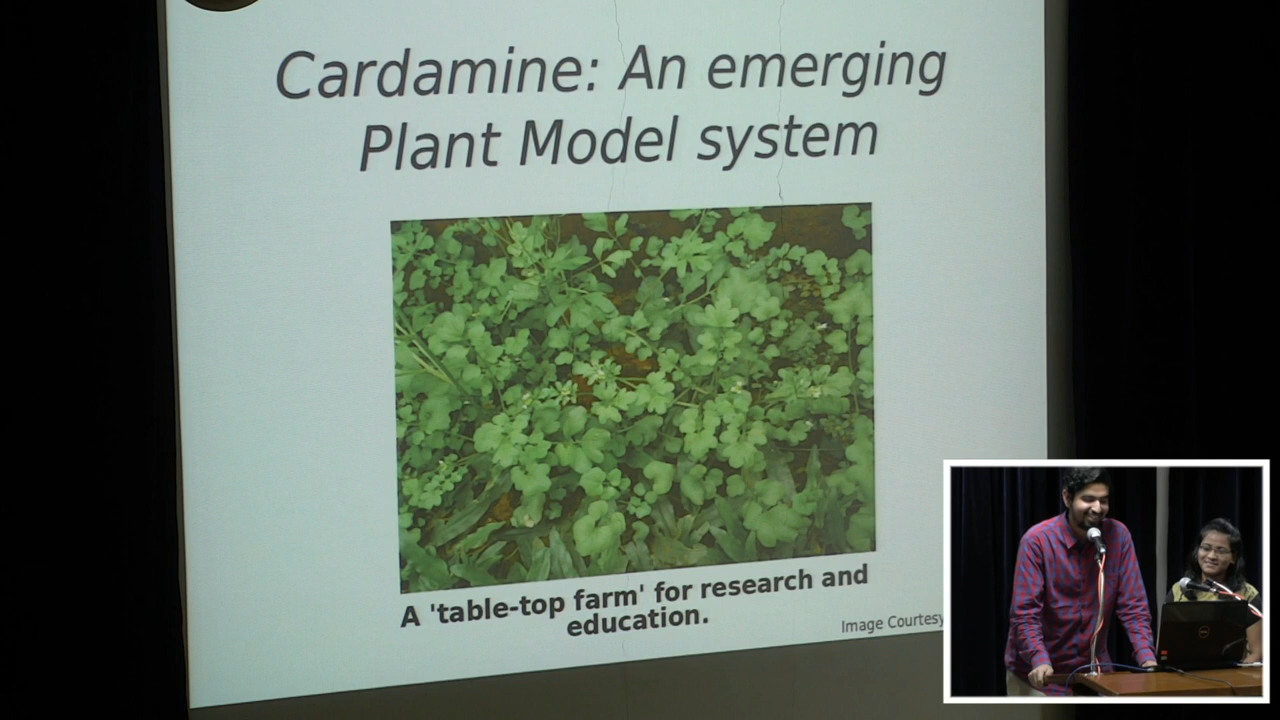 Cardamine: An emerging
Plant Model system
A 'table-top farm' for research and
education.
Image Courtesy